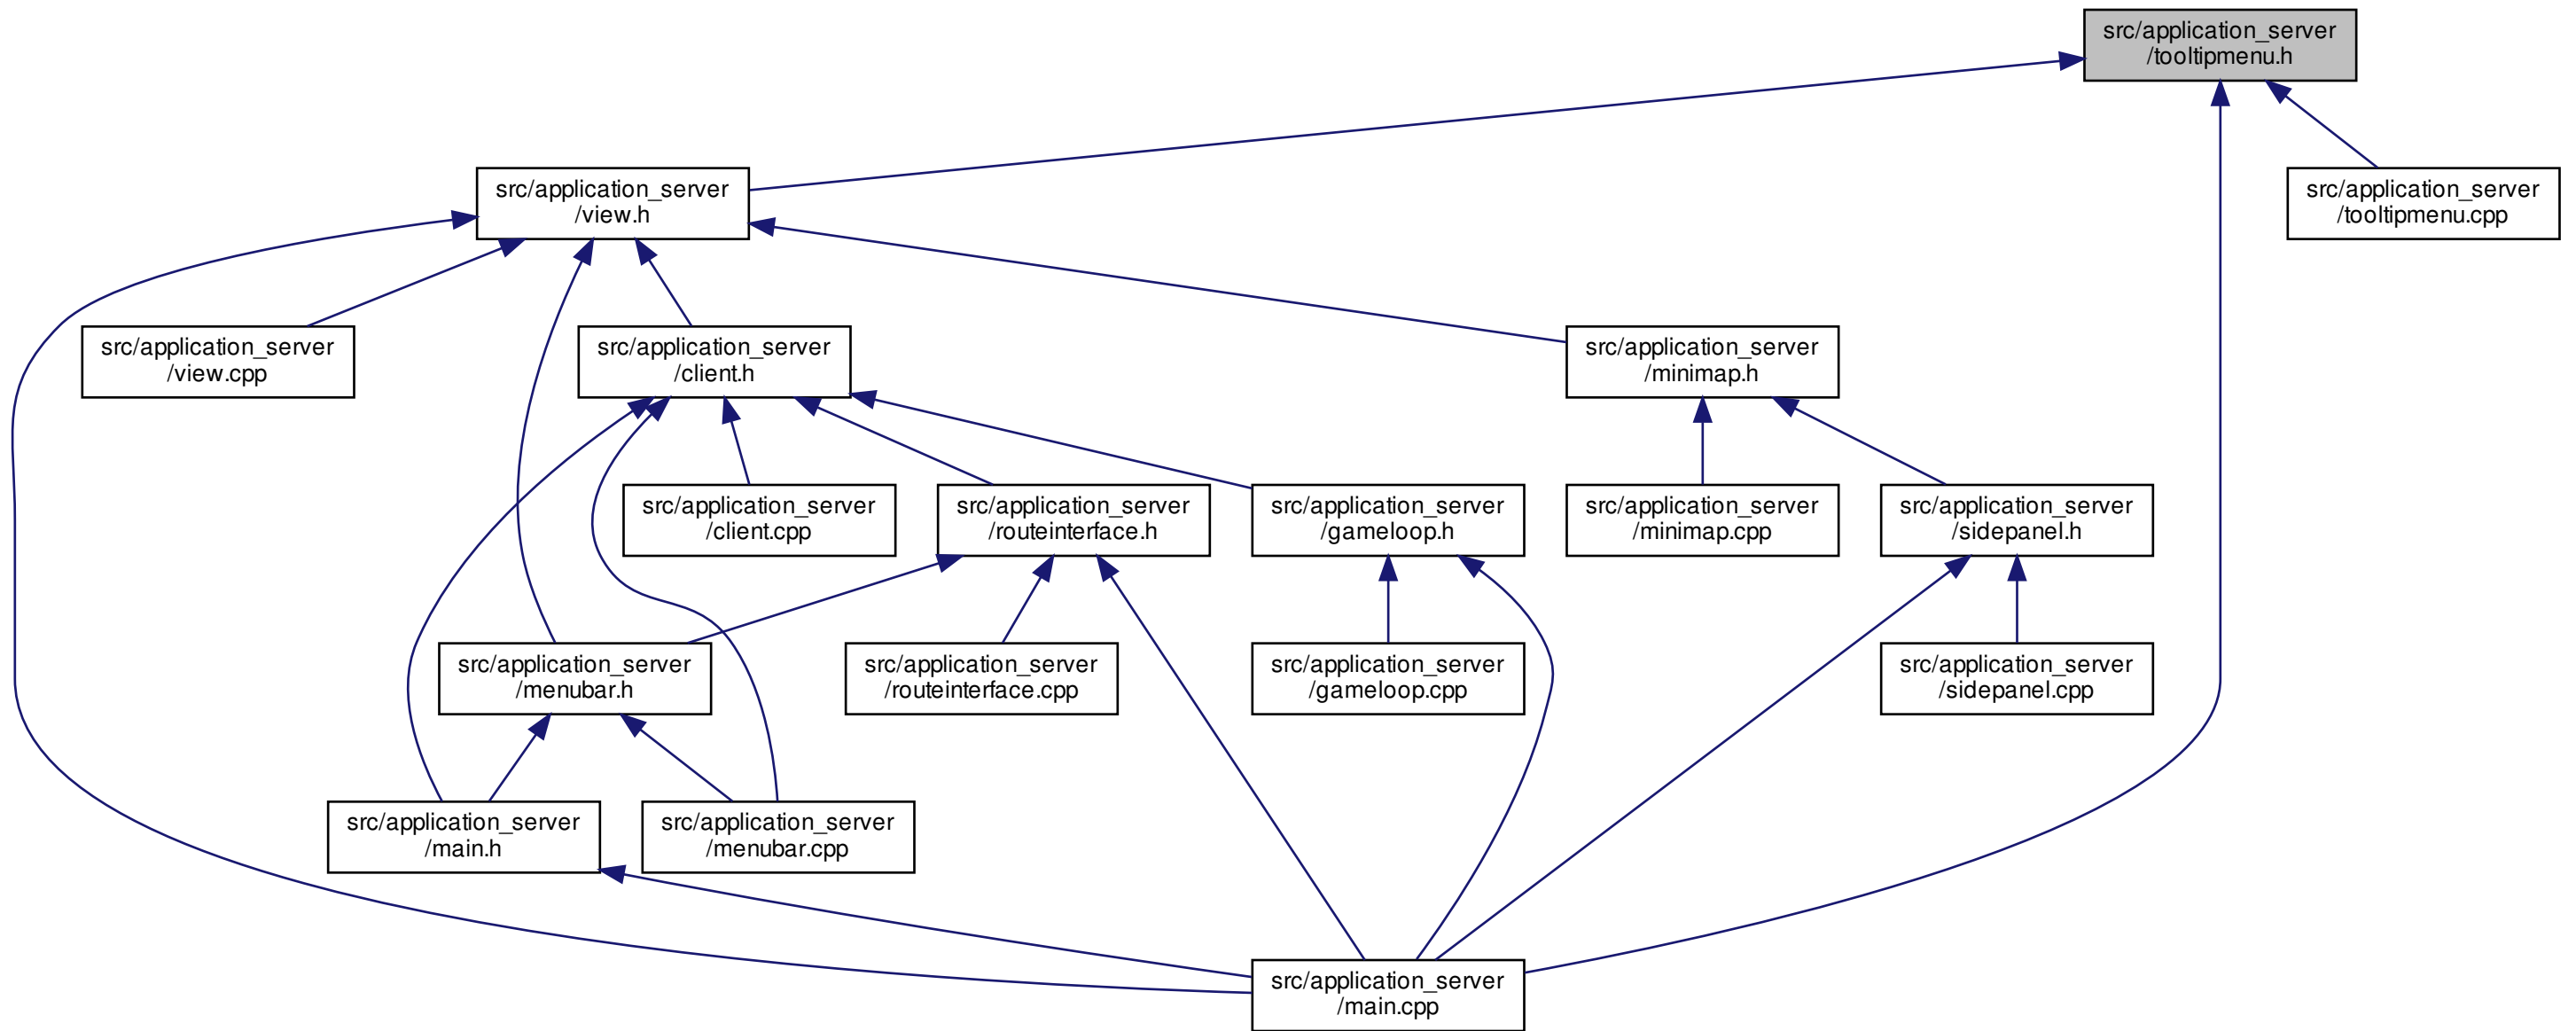 src/application_server
/tooltipmenu.h
src/application_server
/view.h
src/application_server
/tooltipmenu.cpp
src/application_server
/view.cpp
src/application_server
/client.h
src/application_server
/minimap.h
src/application_server
/client.cpp
src/application_server
/routeinterface.h
src/application_server
/gameloop.h
src/application_server
/minimap.cpp
src/application_server
/sidepanel.h
src/application_server
/menubar.h
src/application_server
/routeinterface.cpp
src/application_server
/gameloop.cpp
src/application_server
/sidepanel.cpp
src/application_server
/main.h
src/application_server
/menubar.cpp
src/application_server
/main.cpp